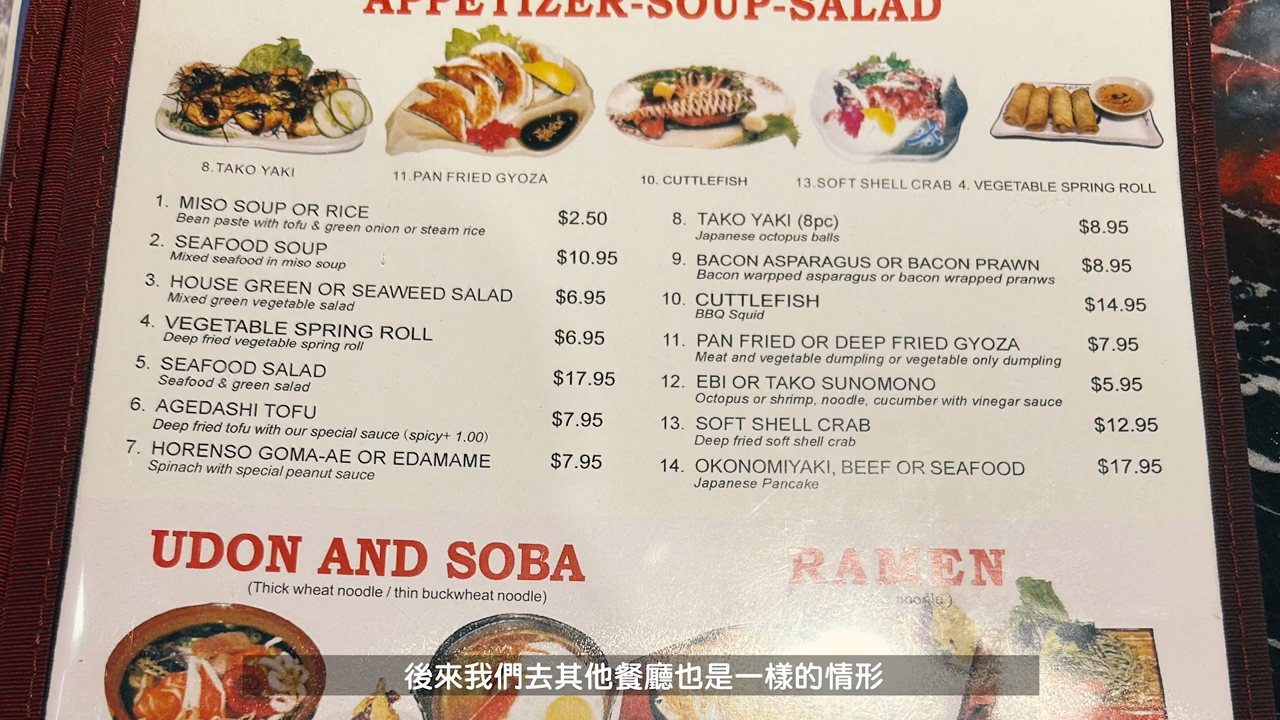 APPETIZER-SOUP-SALAD
8.TAKO YAKI
11.PAN FRIED GYOZA
10. CUTTLEFISH
13.SOFT SHELL CRAB
4. VEGETABLE SPRING ROLL
1. MISO SOUP OR RICE $2.50
Bean paste with tofu & green onion or steam rice
2. SEAFOOD SOUP $10.95
Mixed seafood in miso soup
3. HOUSE GREEN OR SEAWEED SALAD $6.95
Mixed green vegetable salad
4. VEGETABLE SPRING ROLL $6.95
Deep fried vegetable spring roll
5. SEAFOOD SALAD $17.95
Seafood & green salad
6. AGEDASHI TOFU $7.95
Deep fried tofu with our special sauce (spicy+ 1.00)
7. HORENSO GOMA-AE OR EDAMAME $7.95
Spinach with special peanut sauce
8. TAKO YAKI (8pc) $8.95
Japanese octopus balls
9. BACON ASPARAGUS OR BACON PRAWN $8.95
Bacon warpped asparagus or bacon wrapped pranws
10. CUTTLEFISH $14.95
BBQ Squid
11. PAN FRIED OR DEEP FRIED GYOZA $7.95
Meat and vegetable dumpling or vegetable only dumpling
12. EBI OR TAKO SUNOMONO $5.95
Octopus or shrimp, noodle, cucumber with vinegar sauce
13. SOFT SHELL CRAB $12.95
Deep fried soft shell crab
14. OKONOMIYAKI, BEEF OR SEAFOOD $17.95
Japanese Pancake
UDON AND SOBA
(Thick wheat noodle / thin buckwheat noodle)
RAMEN
noodle )
後來我們去其他餐廳也是一樣的情形